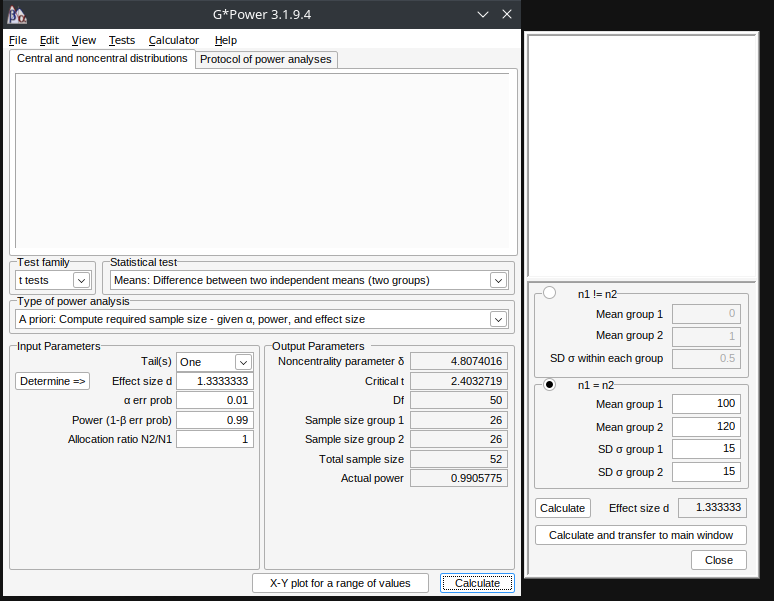 G*Power 3.1.9.4
File Edit View Tests Calculator Help
Central and noncentral distributions Protocol of power analyses
Test family Statistical test
t tests Means: Difference between two independent means (two groups)
Type of power analysis
A priori: Compute required sample size - given α, power, and effect size
Input Parameters
Tail(s) One
Determine => Effect size d 1.3333333
α err prob 0.01
Power (1-β err prob) 0.99
Allocation ratio N2/N1 1
Output Parameters
Noncentrality parameter δ 4.8074016
Critical t 2.4032719
Df 50
Sample size group 1 26
Sample size group 2 26
Total sample size 52
Actual power 0.9905775
X-Y plot for a range of values Calculate
n1 != n2
Mean group 1 0
Mean group 2 1
SD σ within each group 0.5
n1 = n2
Mean group 1 100
Mean group 2 120
SD σ group 1 15
SD σ group 2 15
Calculate Effect size d 1.333333
Calculate and transfer to main window
Close